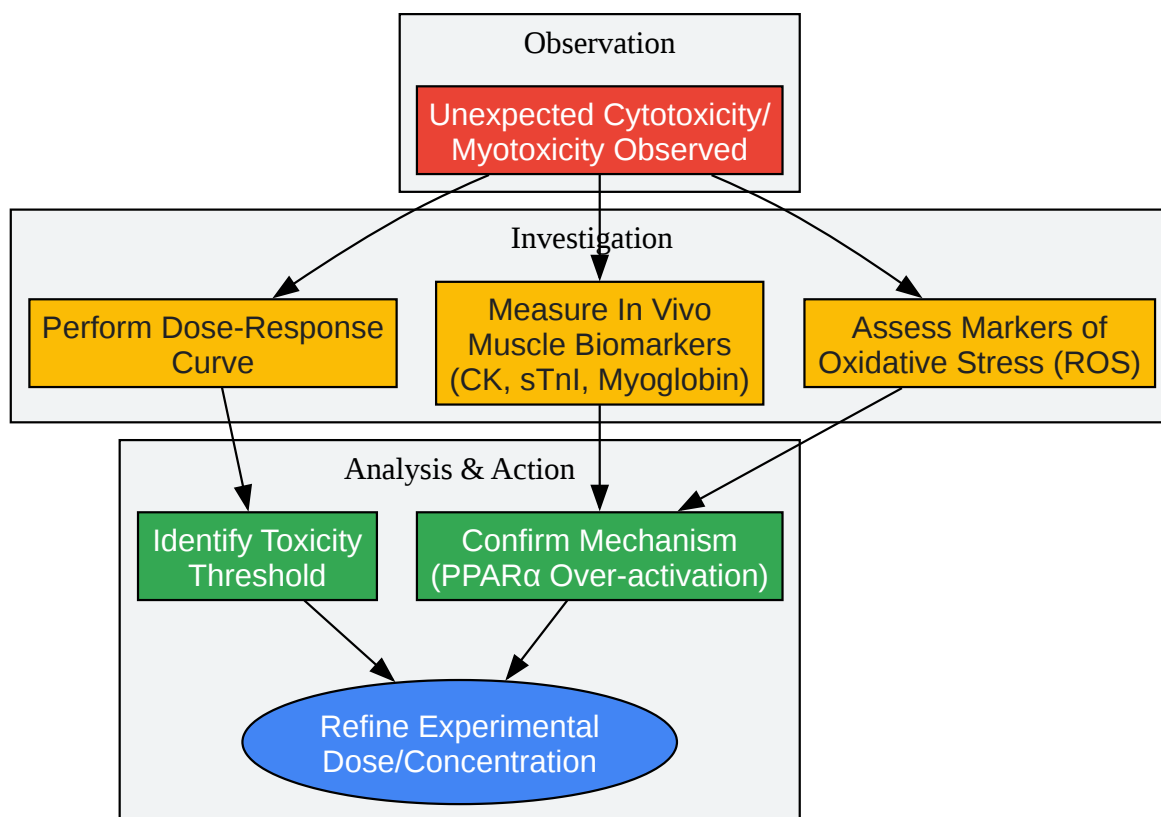 Observation
Unexpected Cytotoxicity/
Myotoxicity Observed
Investigation
Perform Dose-Response
Curve
Measure In Vivo
Muscle Biomarkers
(CK, sTnI, Myoglobin)
Assess Markers of
Oxidative Stress (ROS)
Analysis & Action
Identify Toxicity
Threshold
Confirm Mechanism
(PPARα Over-activation)
Refine Experimental
Dose/Concentration